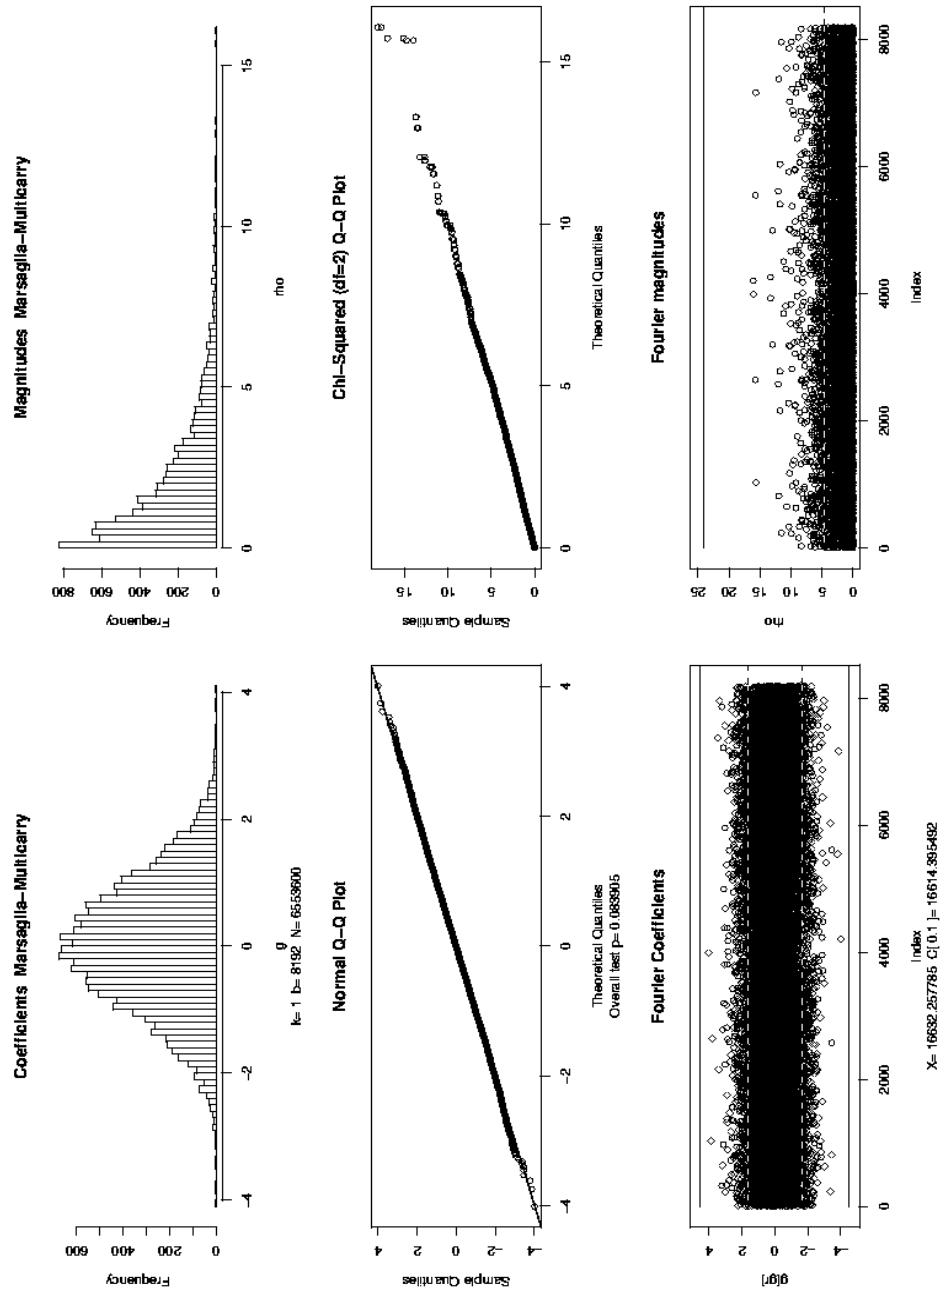 Coefficients Marsaglia-Multicarry
Frequency
0 200 400 600
-4 -2 0 2 4
g
k= 1 b= 8192 N= 6553600
Magnitudes Marsaglia-Multicarry
Frequency
0 200 400 600 800
0 5 10 15
rho
Normal Q-Q Plot
Sample Quantiles
-4 -2 0 2 4
-4 -2 0 2 4
Theoretical Quantiles
Overall test p= 0.083905
Chi-Squared (df=2) Q-Q Plot
Sample Quantiles
0 5 10 15
0 5 10 15
Theoretical Quantiles
Fourier Coefficients
g[gr]
-4 -2 0 2 4
0 2000 4000 6000 8000
Index
X= 16632.257785 C[ 0.1 ]= 16614.395492
Fourier magnitudes
rho
0 5 10 15 20 25
0 2000 4000 6000 8000
Index